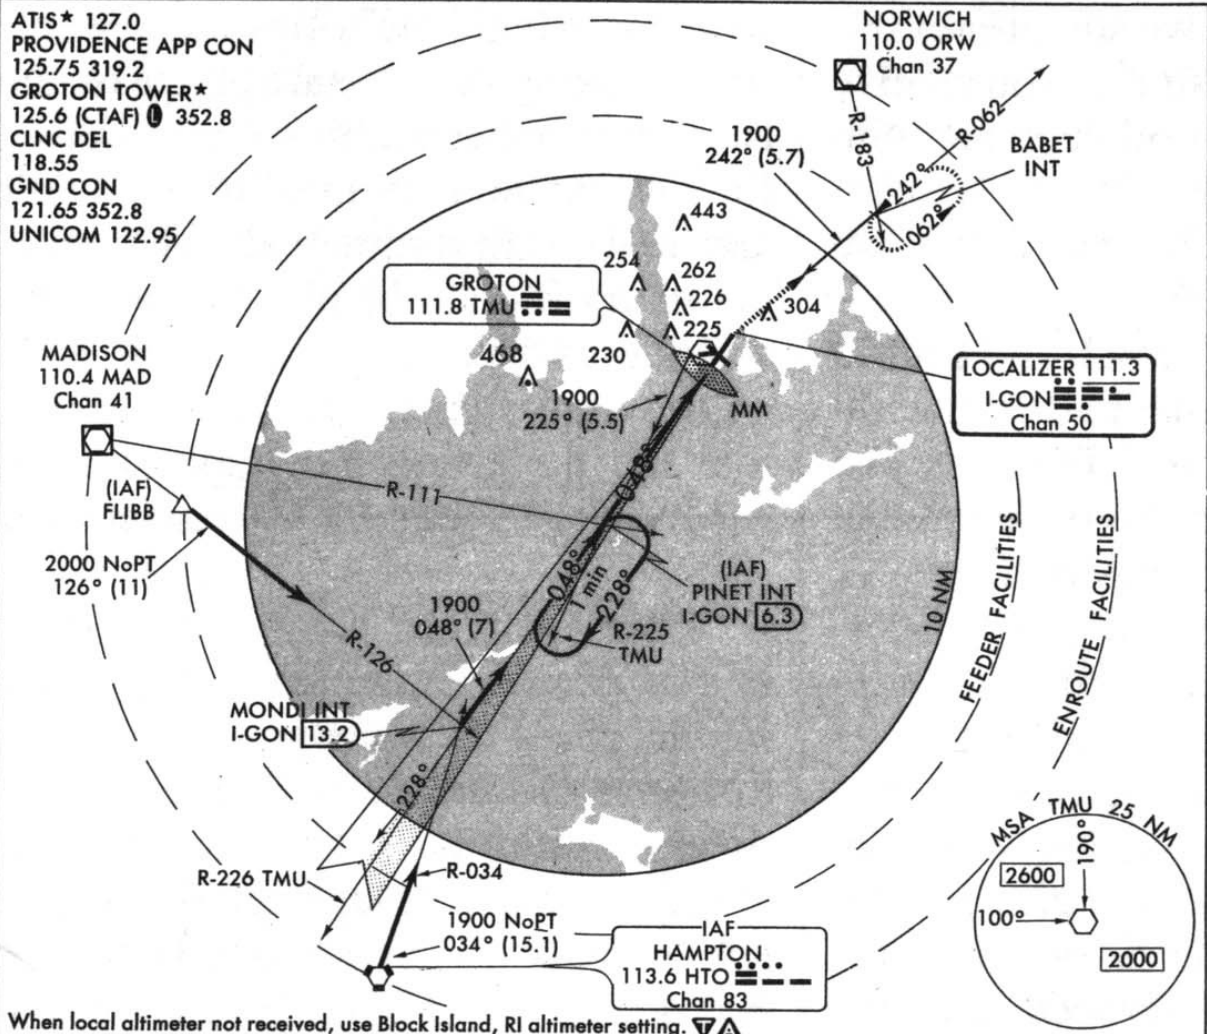 ATIS* 127.0
PROVIDENCE APP CON
125.75 319.2
GROTON TOWER*
125.6 (CTAF) L 352.8
CLNC DEL
118.55
GND CON
121.65 352.8
UNICOM 122.95
NORWICH
110.0 ORW
Chan 37
R-062
R-183
BABET
INT
1900
242° (5.7)
242°
062°
443
254
262
226
304
225
230
468
GROTON
111.8 TMU
MADISON
110.4 MAD
Chan 41
1900
225° (5.5)
MM
LOCALIZER 111.3
I-GON
Chan 50
048°
R-111
(IAF)
FLIBB
2000 NoPT
126° (11)
(IAF)
PINET INT
I-GON 6.3
048°
1 min
228°
R-225
TMU
1900
048° (7)
R-126
MONDI INT
I-GON 13.2
228°
10 NM
FEEDER FACILITIES
ENROUTE FACILITIES
R-226 TMU
R-034
1900 NoPT
034° (15.1)
IAF
HAMPTON
113.6 HTO
Chan 83
MSA TMU 25 NM
190°
2600
100°
2000
When local altimeter not received, use Block Island, RI altimeter setting. T A